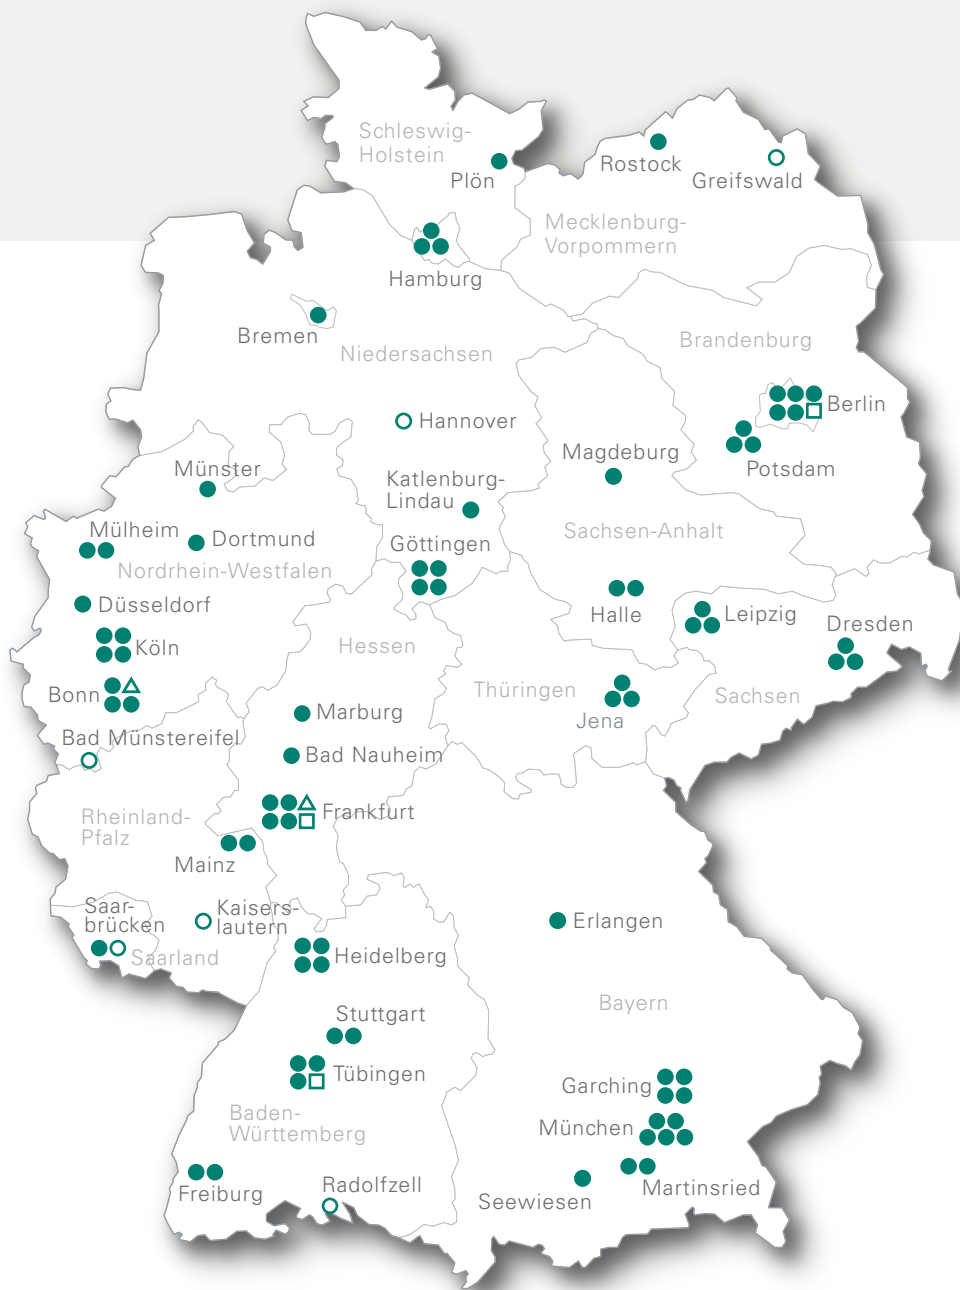 Schleswig-
Holstein
Plön
Rostock
Greifswald
Mecklenburg-
Vorpommern
Hamburg
Bremen
Niedersachsen
Brandenburg
Berlin
Hannover
Potsdam
Magdeburg
Münster
Katlenburg-
Lindau
Mülheim
Dortmund
Göttingen
Sachsen-Anhalt
Nordrhein-Westfalen
Düsseldorf
Halle
Leipzig
Dresden
Köln
Hessen
Thüringen
Sachsen
Bonn
Jena
Marburg
Bad Münstereifel
Bad Nauheim
Rheinland-
Pfalz
Frankfurt
Mainz
Saar-
brücken
Kaisers-
lautern
Saarland
Erlangen
Heidelberg
Bayern
Stuttgart
Tübingen
Garching
Baden-
Württemberg
München
Freiburg
Radolfzell
Seewiesen
Martinsried